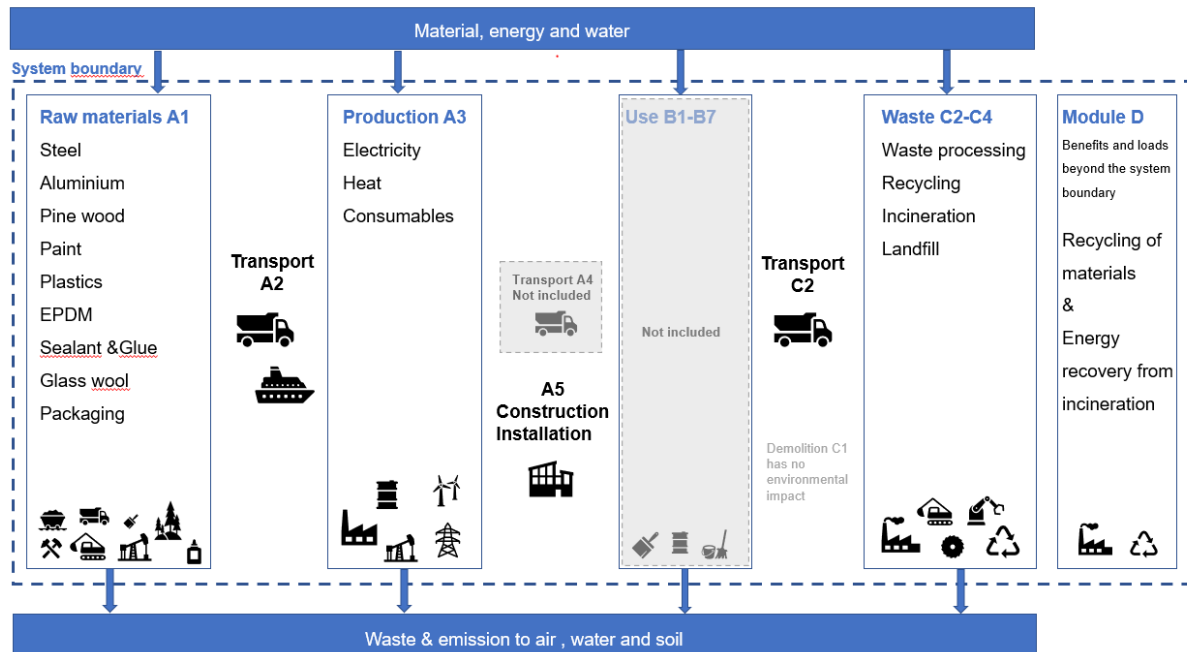 Material, energy and water
System boundary
Raw materials A1
Steel
Aluminium
Pine wood
Paint
Plastics
EPDM
Sealant &Glue
Glass wool
Packaging
Transport
A2
Production A3
Electricity
Heat
Consumables
Transport A4
Not included
A5
Construction
Installation
Use B1-B7
Not included
Transport
C2
Demolition C1
has no
environmental
impact
Waste C2-C4
Waste processing
Recycling
Incineration
Landfill
Module D
Benefits and loads
beyond the system
boundary
Recycling of
materials
&
Energy
recovery from
incineration
Waste & emission to air , water and soil